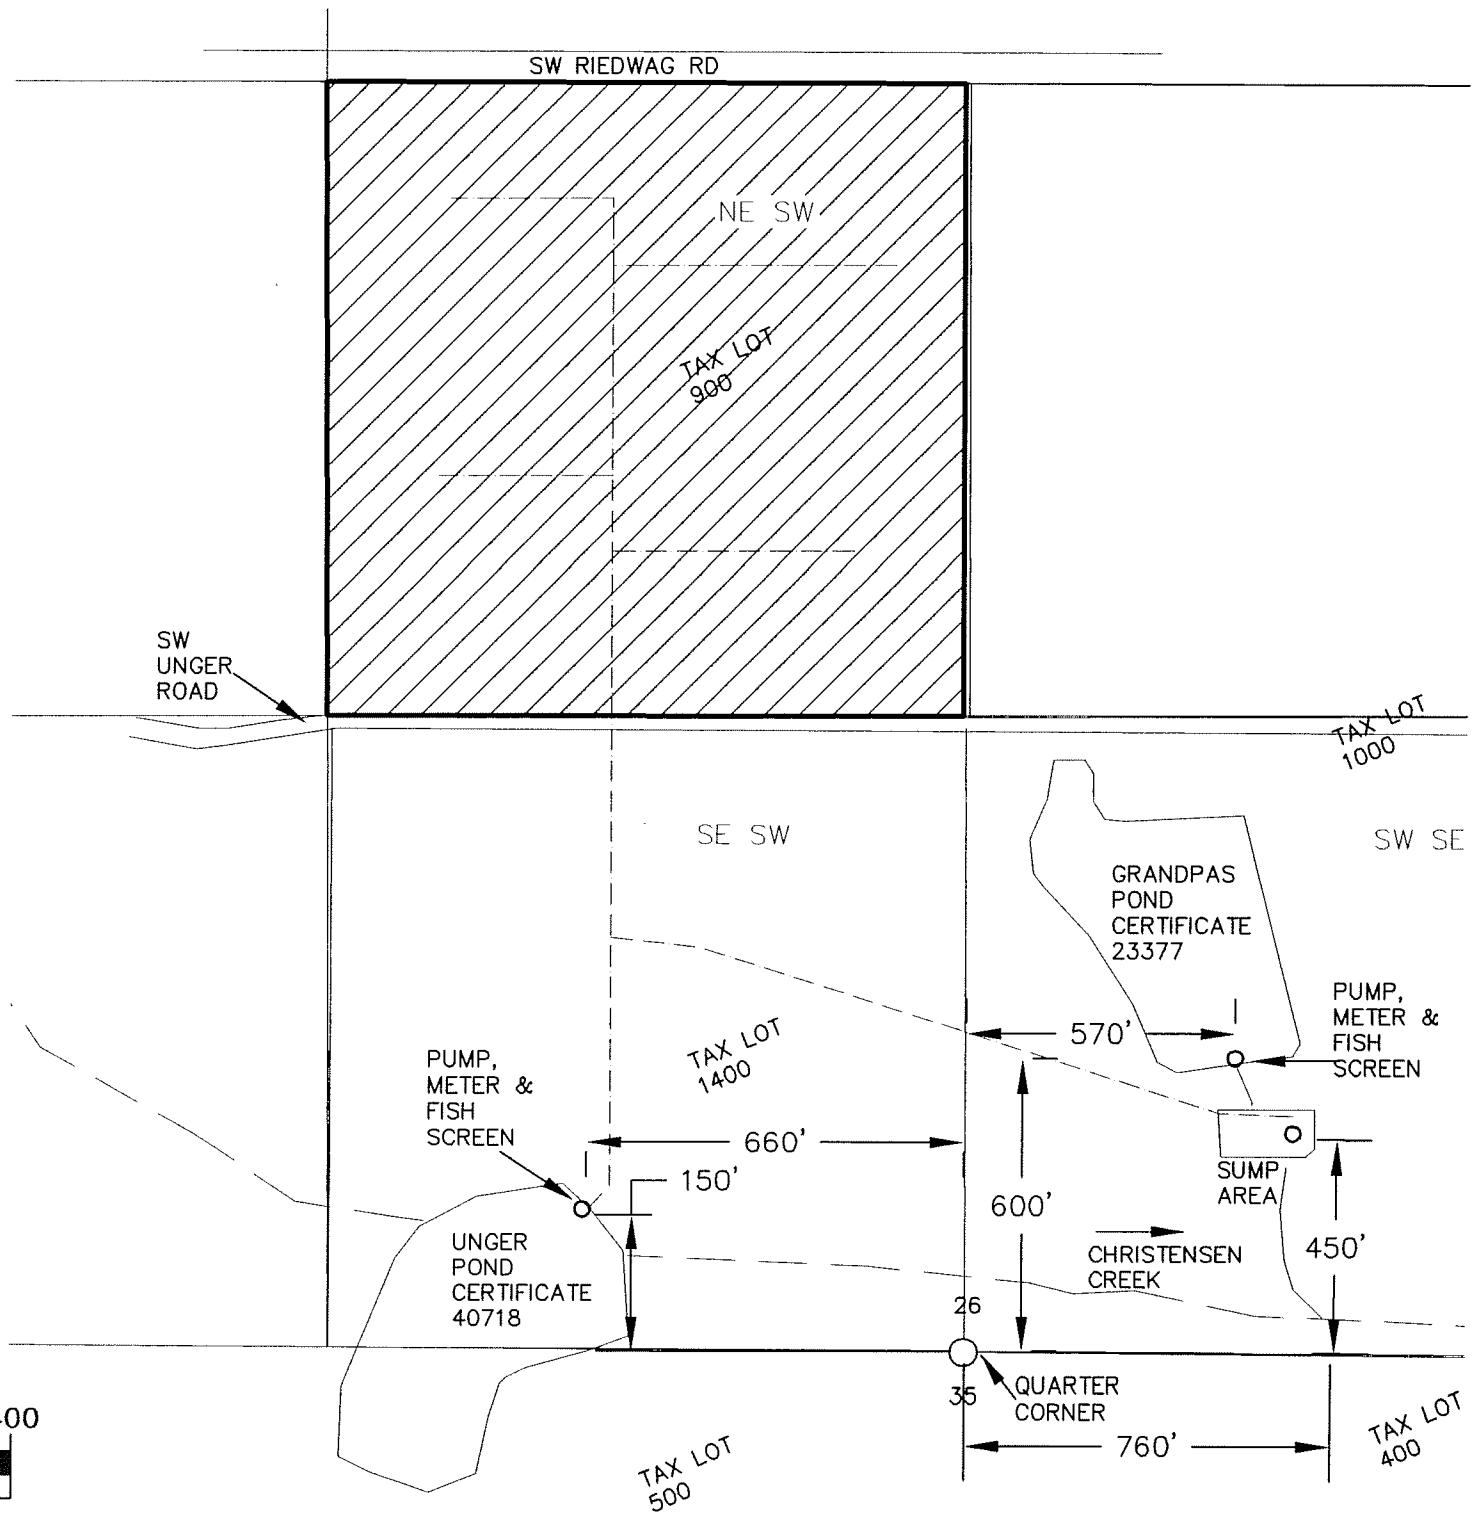 SW RIEDWAG RD
NE SW
TAX LOT
900
SW
UNGER
ROAD
TAX LOT
1000
SE SW
SW SE
GRANDPAS
POND
CERTIFICATE
23377
PUMP,
METER &
FISH
SCREEN
570'
TAX LOT
1400
PUMP,
METER &
FISH
SCREEN
660'
150'
SUMP
AREA
600'
UNGER
POND
CERTIFICATE
40718
CHRISTENSEN
CREEK
450'
26
35
QUARTER
CORNER
760'
TAX LOT
400
TAX LOT
500
00